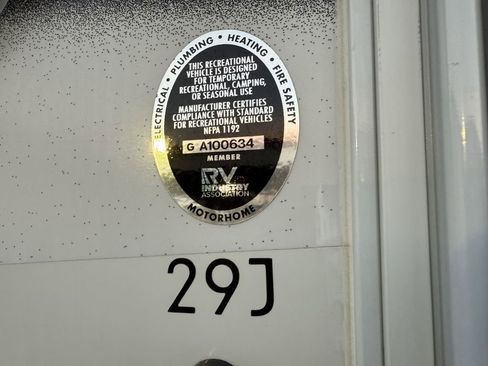 ELECTRICAL • PLUMBING • HEATING • FIRE SAFETY
THIS RECREATIONAL
VEHICLE IS DESIGNED
FOR TEMPORARY
RECREATIONAL, CAMPING,
OR SEASONAL USE
MANUFACTURER CERTIFIES
COMPLIANCE WITH STANDARD
FOR RECREATIONAL VEHICLES
NFPA 1192
G A100634
MEMBER
RV
INDUSTRY
ASSOCIATION
MOTORHOME
29J